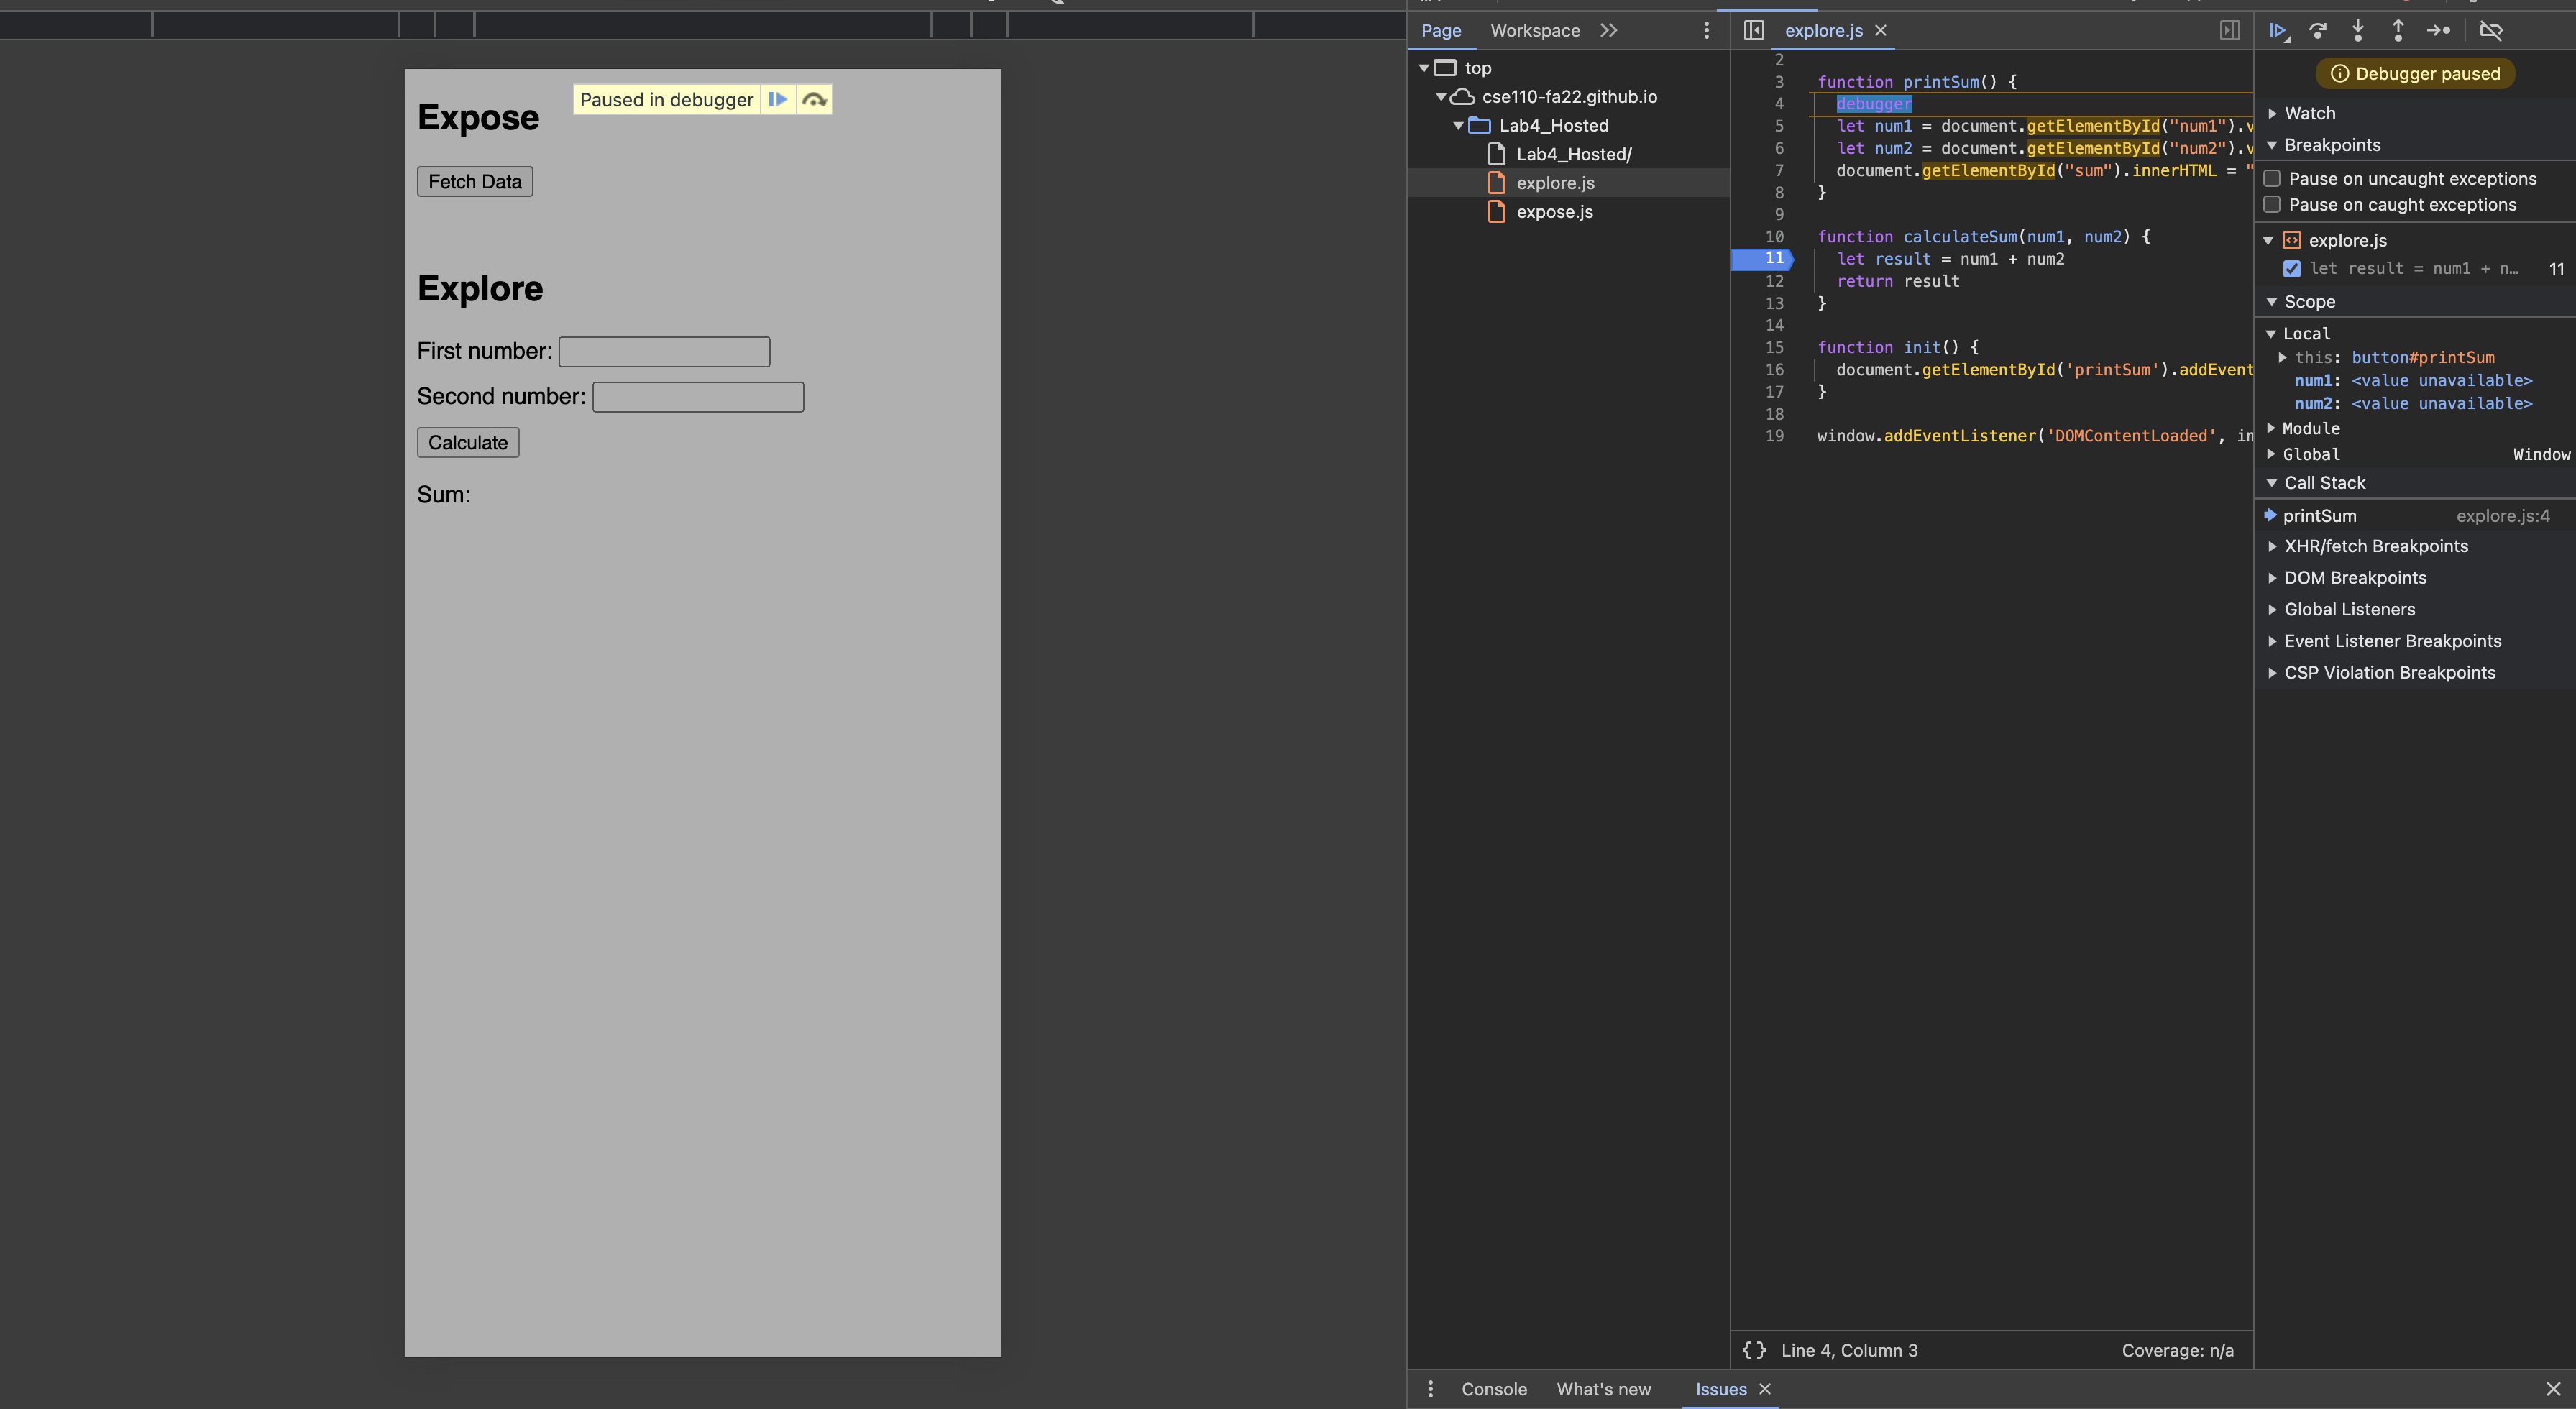 Expose
Paused in debugger
Fetch Data
Explore
First number:
Second number:
Calculate
Sum:
Page Workspace
top
cse110-fa22.github.io
Lab4_Hosted
Lab4_Hosted/
explore.js
expose.js
explore.js
2
3 function printSum() {
4 debugger
5 let num1 = document.getElementById("num1").v
6 let num2 = document.getElementById("num2").v
7 document.getElementById("sum").innerHTML = "
8 }
9
10 function calculateSum(num1, num2) {
11 let result = num1 + num2
12 return result
13 }
14
15 function init() {
16 document.getElementById('printSum').addEvent
17 }
18
19 window.addEventListener('DOMContentLoaded', in
{} Line 4, Column 3 Coverage: n/a
Debugger paused
Watch
Breakpoints
Pause on uncaught exceptions
Pause on caught exceptions
explore.js
let result = num1 + n… 11
Scope
Local
this: button#printSum
num1: <value unavailable>
num2: <value unavailable>
Module
Global Window
Call Stack
printSum explore.js:4
XHR/fetch Breakpoints
DOM Breakpoints
Global Listeners
Event Listener Breakpoints
CSP Violation Breakpoints
Console What's new Issues